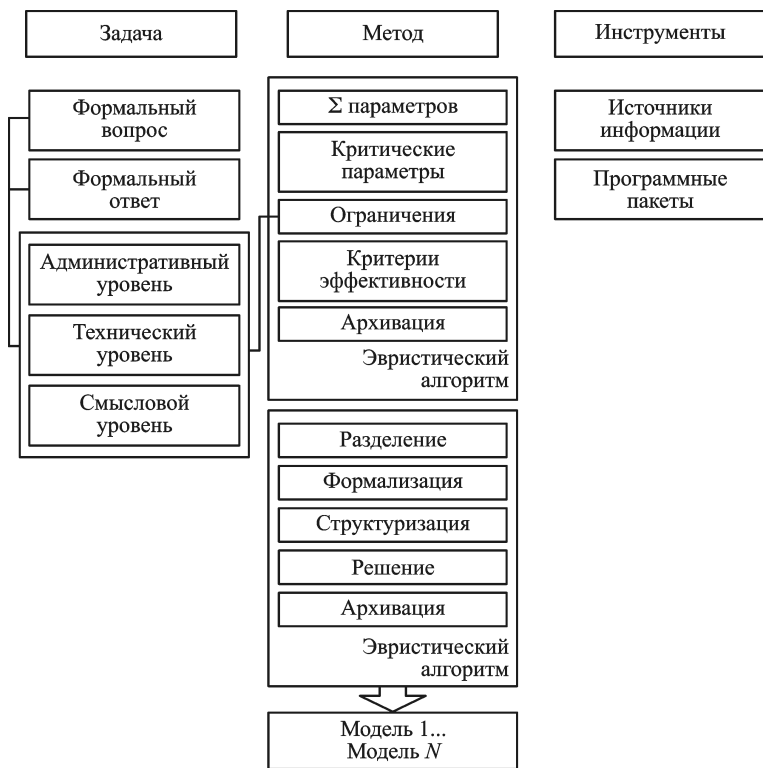 Задача
Метод
Инструменты
Формальный
вопрос
Формальный
ответ
Административный
уровень
Технический
уровень
Смысловой
уровень
Σ параметров
Критические
параметры
Ограничения
Критерии
эффективности
Архивация
Эвристический
алгоритм
Разделение
Формализация
Структуризация
Решение
Архивация
Эвристический
алгоритм
Модель 1...
Модель N
Источники
информации
Программные
пакеты